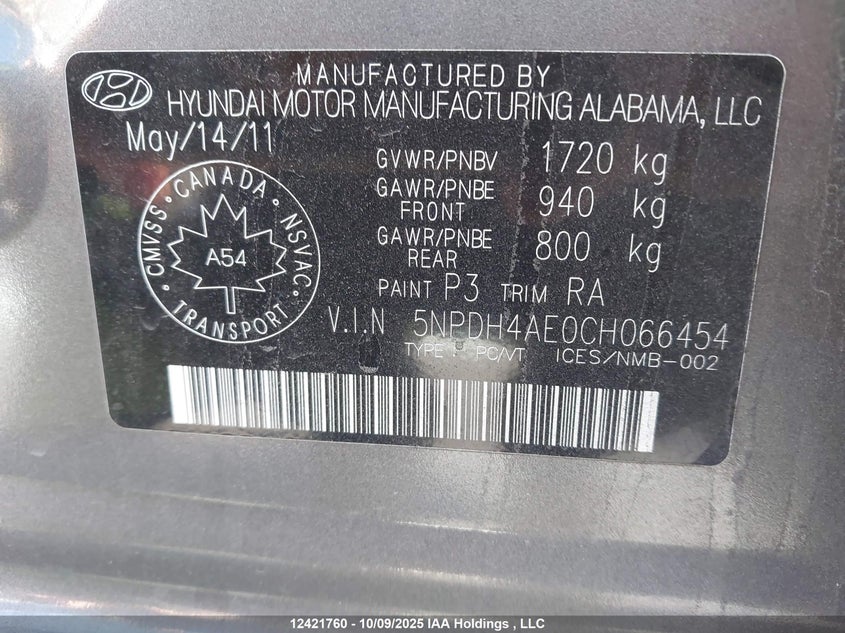 MANUFACTURED BY
HYUNDAI MOTOR MANUFACTURING ALABAMA, LLC
May/14/11
GVWR/PNBV 1720 kg
GAWR/PNBE FRONT 940 kg
GAWR/PNBE REAR 800 kg
PAINT P3 TRIM RA
V.I.N 5NPDH4AE0CH066454
TYPE : PC/VT ICES/NMB-002
CMVSS · CANADA · NSVAC
A54
TRANSPORT
12421760 - 10/09/2025 IAA Holdings , LLC